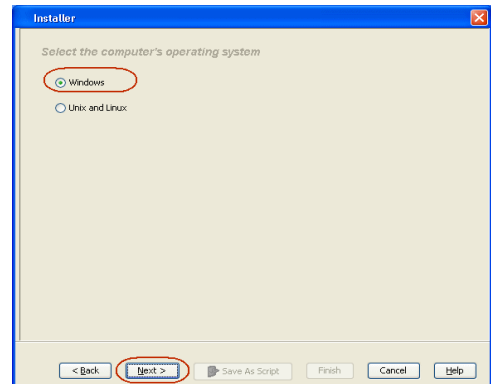 Installer
Select the computer's operating system
Windows
Unix and Linux
< Back Next > Save As Script Finish Cancel Help